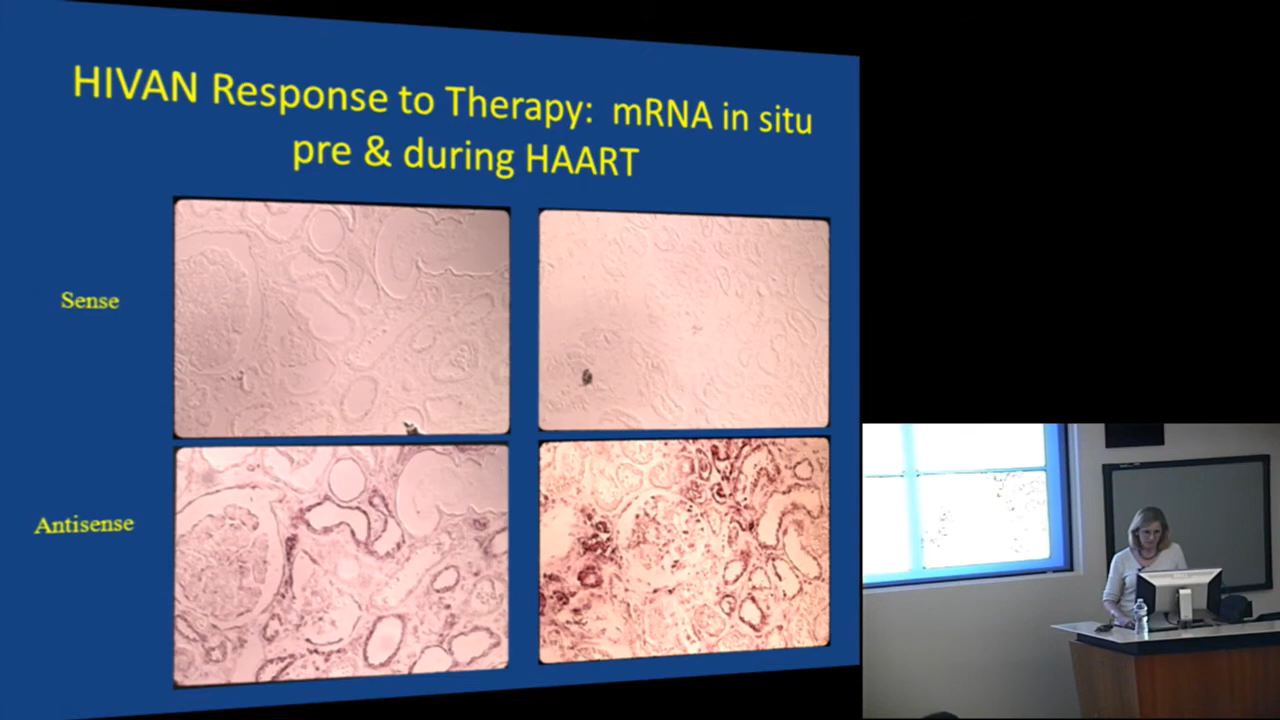 HIVAN Response to Therapy:  mRNA in situ
pre & during HAART
Sense
Antisense